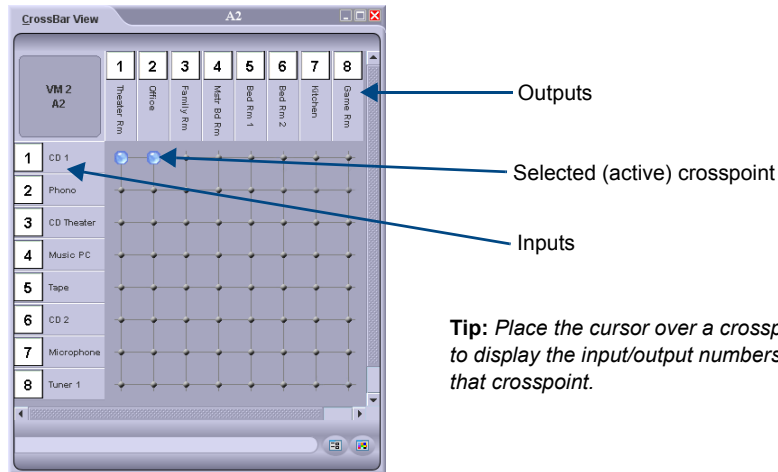 CrossBar View
A2
VM 2
A2
1 2 3 4 5 6 7 8
Theater Rm
Office
Family Rm
Mstr Bd Rm
Bed Rm 1
Bed Rm 2
Kitchen
Game Rm
1 CD 1
2 Phono
3 CD Theater
4 Music PC
5 Tape
6 CD 2
7 Microphone
8 Tuner 1
Outputs
Selected (active) crosspoint
Inputs
Tip: Place the cursor over a crossp
to display the input/output numbers
that crosspoint.